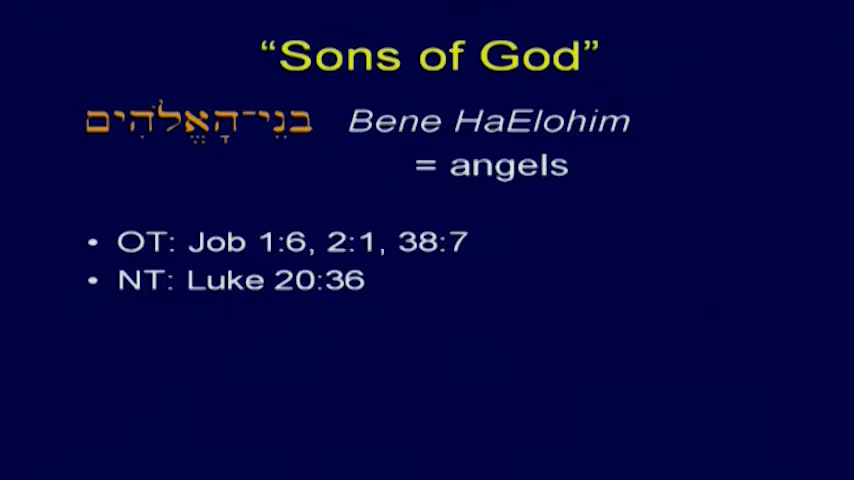 “Sons of God”
בְּנֵי־הָאֱלֹהִים Bene HaElohim
= angels
• OT: Job 1:6, 2:1, 38:7
• NT: Luke 20:36